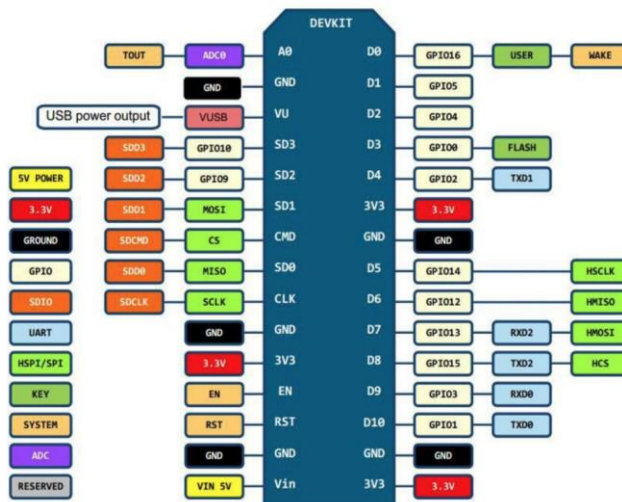 DEVKIT
TOUT ADC0 A0 D0 GPIO16 USER WAKE
GND GND D1 GPIO5
USB power output VUSB VU D2 GPIO4
SDD3 GPIO10 SD3 D3 GPIO0 FLASH
5V POWER SDD2 GPIO9 SD2 D4 GPIO2 TXD1
3.3V SDD1 MOSI SD1 3V3 3.3V
GROUND SDCMD CS CMD GND GND
GPIO SDD0 MISO SD0 D5 GPIO14 HSCLK
SDIO SDCLK SCLK CLK D6 GPIO12 HMISO
UART GND GND D7 GPIO13 RXD2 HMOSI
HSPI/SPI 3.3V 3V3 D8 GPIO15 TXD2 HCS
KEY EN EN D9 GPIO3 RXD0
SYSTEM RST RST D10 GPIO1 TXD0
ADC GND GND GND GND
RESERVED VIN 5V Vin 3V3 3.3V